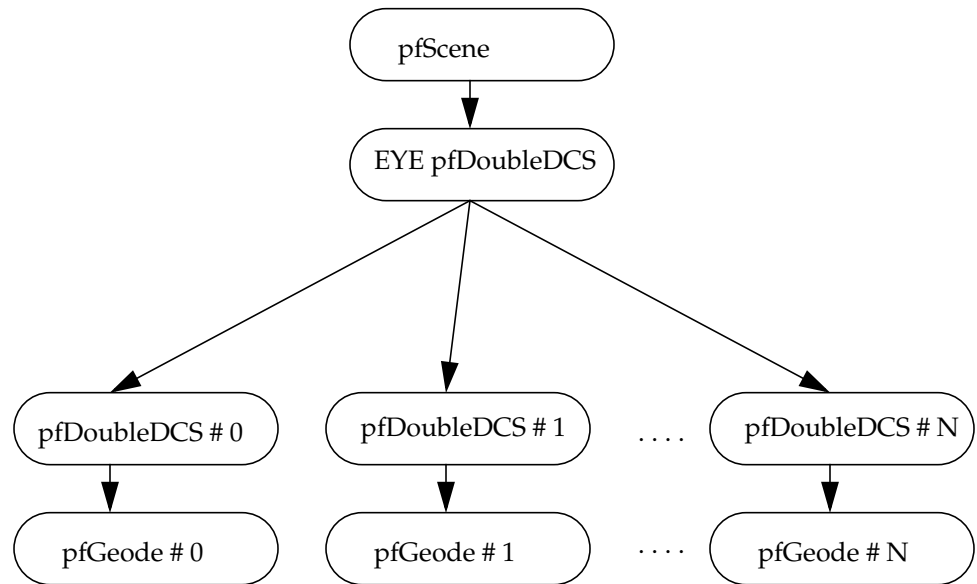 pfScene
EYE pfDoubleDCS
pfDoubleDCS # 0
pfDoubleDCS # 1
. . . .
pfDoubleDCS # N
pfGeode # 0
pfGeode # 1
. . . .
pfGeode # N